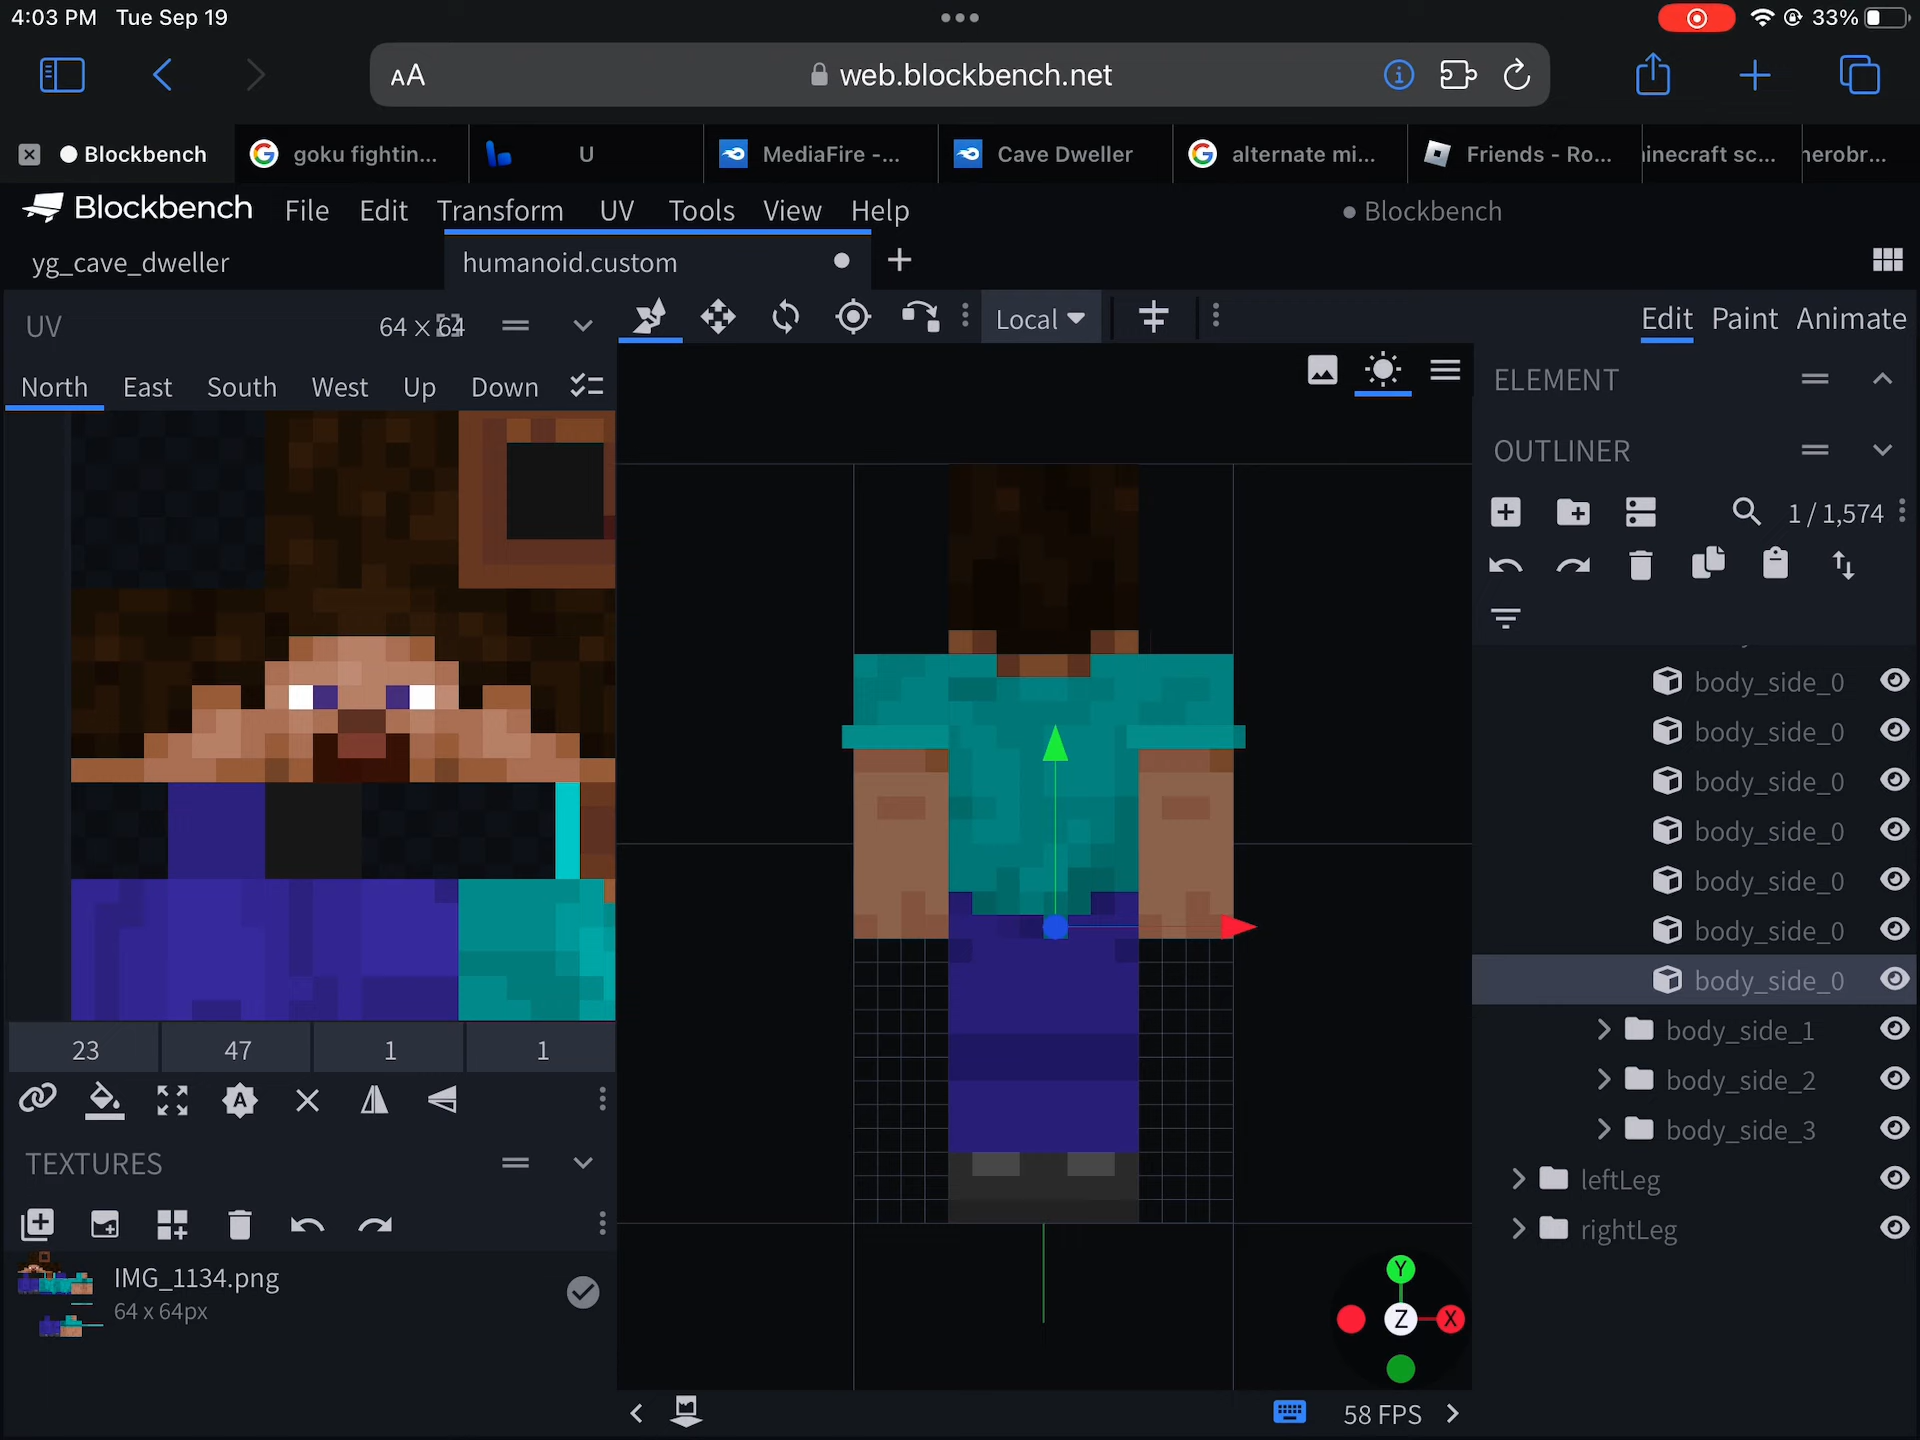 4:03 PM Tue Sep 19
33%
AA web.blockbench.net
Blockbench
goku fightin...
U
MediaFire -...
Cave Dweller
alternate mi...
Friends - Ro...
inecraft sc...
herobr...
Blockbench File Edit Transform UV Tools View Help
Blockbench
yg_cave_dweller
humanoid.custom
UV 64 x 64
Local
Edit Paint Animate
North East South West Up Down
ELEMENT
OUTLINER
1 / 1,574
body_side_0
body_side_0
body_side_0
body_side_0
body_side_0
body_side_0
body_side_0
body_side_1
body_side_2
body_side_3
leftLeg
rightLeg
23 47 1 1
A
TEXTURES
IMG_1134.png
64 x 64px
Y
Z
X
58 FPS